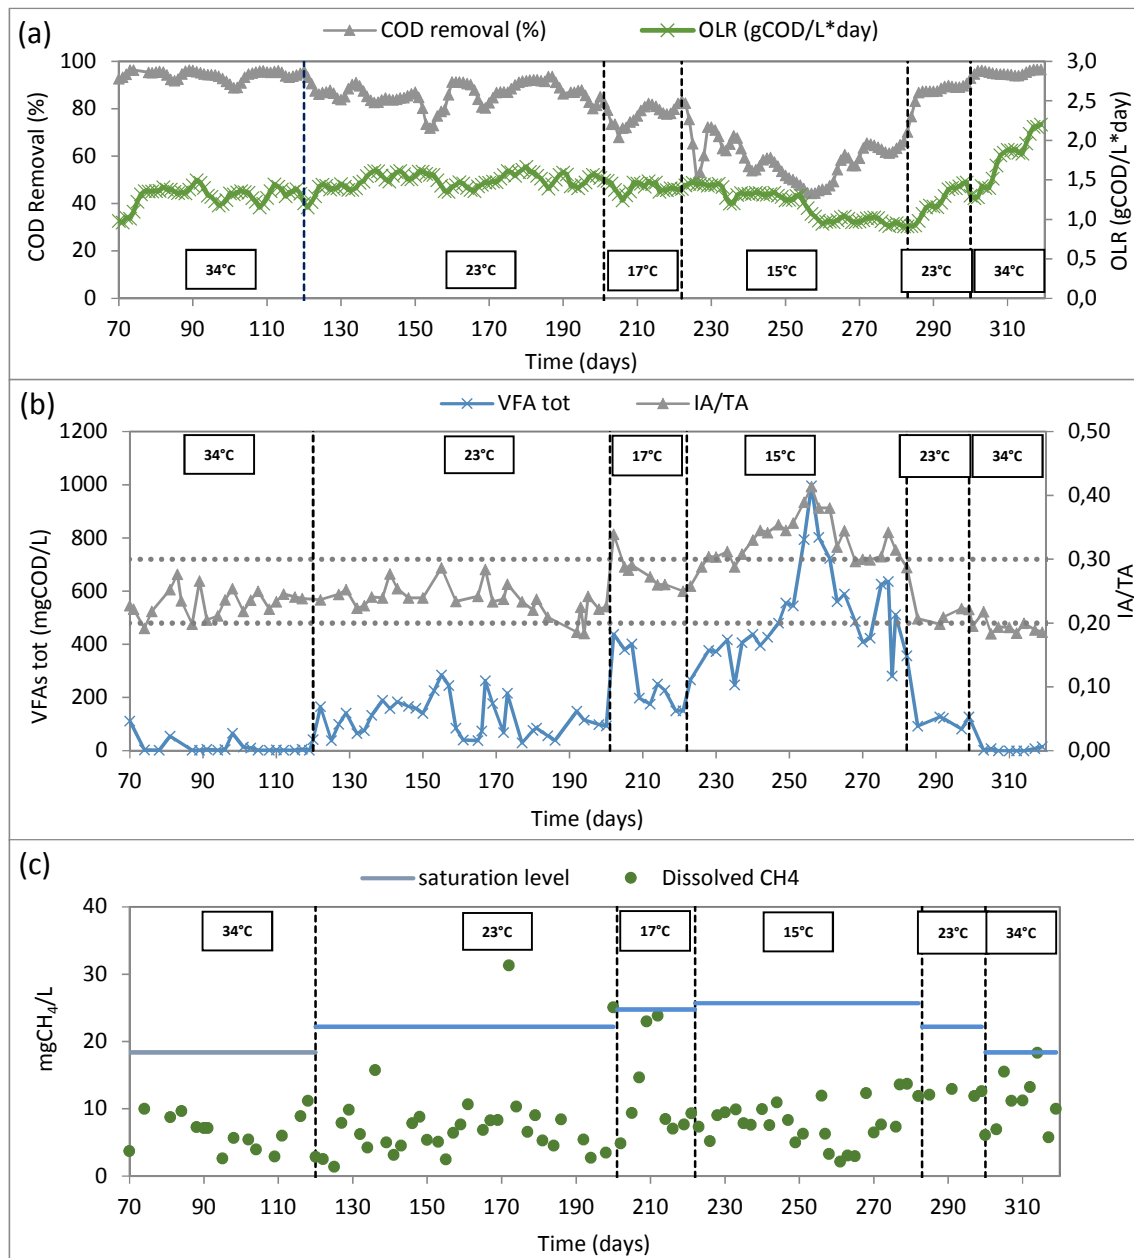 (a)
COD removal (%) OLR (gCOD/L*day)
100 3,0
80 2,5
60 2,0
40 1,5
20 1,0
0 0,5
0,0
COD Removal (%)
OLR (gCOD/L*day)
34°C 23°C 17°C 15°C 23°C 34°C
70 90 110 130 150 170 190 210 230 250 270 290 310
Time (days)
(b)
VFA tot IA/TA
1200 0,50
1000 0,40
800 0,30
600 0,20
400 0,10
200 0,00
0
VFAs tot (mgCOD/L)
IA/TA
34°C 23°C 17°C 15°C 23°C 34°C
70 90 110 130 150 170 190 210 230 250 270 290 310
Time (days)
(c)
saturation level Dissolved CH4
40
30
20
10
0
mgCH₄/L
34°C 23°C 17°C 15°C 23°C 34°C
70 90 110 130 150 170 190 210 230 250 270 290 310
Time (days)